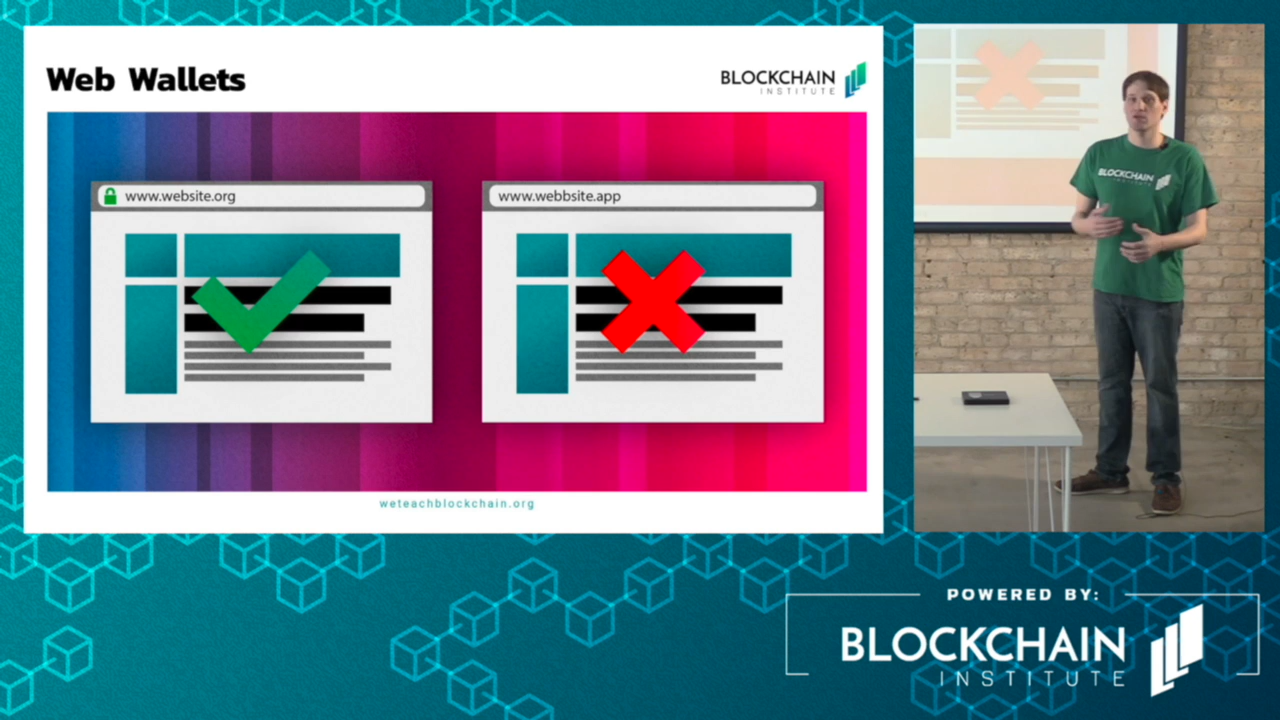 Web Wallets
BLOCKCHAIN
INSTITUTE
www.website.org
www.webbsite.app
weteachblockchain.org
BLOCKCHAIN
INSTITUTE
POWERED BY:
BLOCKCHAIN
INSTITUTE